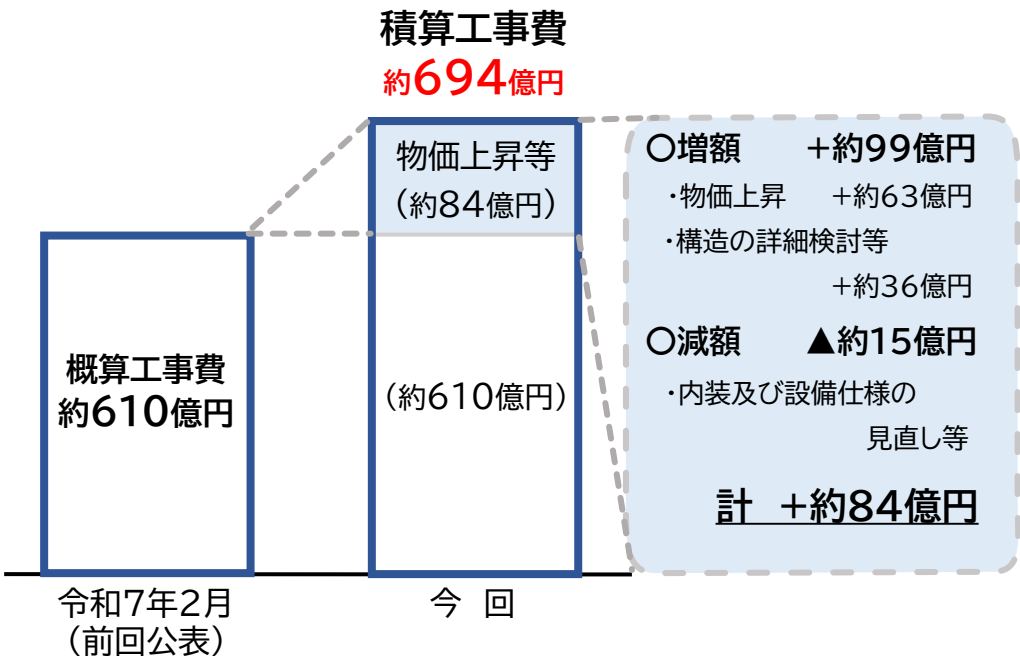 積算工事費
約694億円
物価上昇等
（約84億円）
概算工事費
約610億円
（約610億円）
令和7年2月
（前回公表）
今 回
〇増額 ＋約99億円
・物価上昇 ＋約63億円
・構造の詳細検討等
＋約36億円
〇減額 ▲約15億円
・内装及び設備仕様の
見直し等
計 ＋約84億円